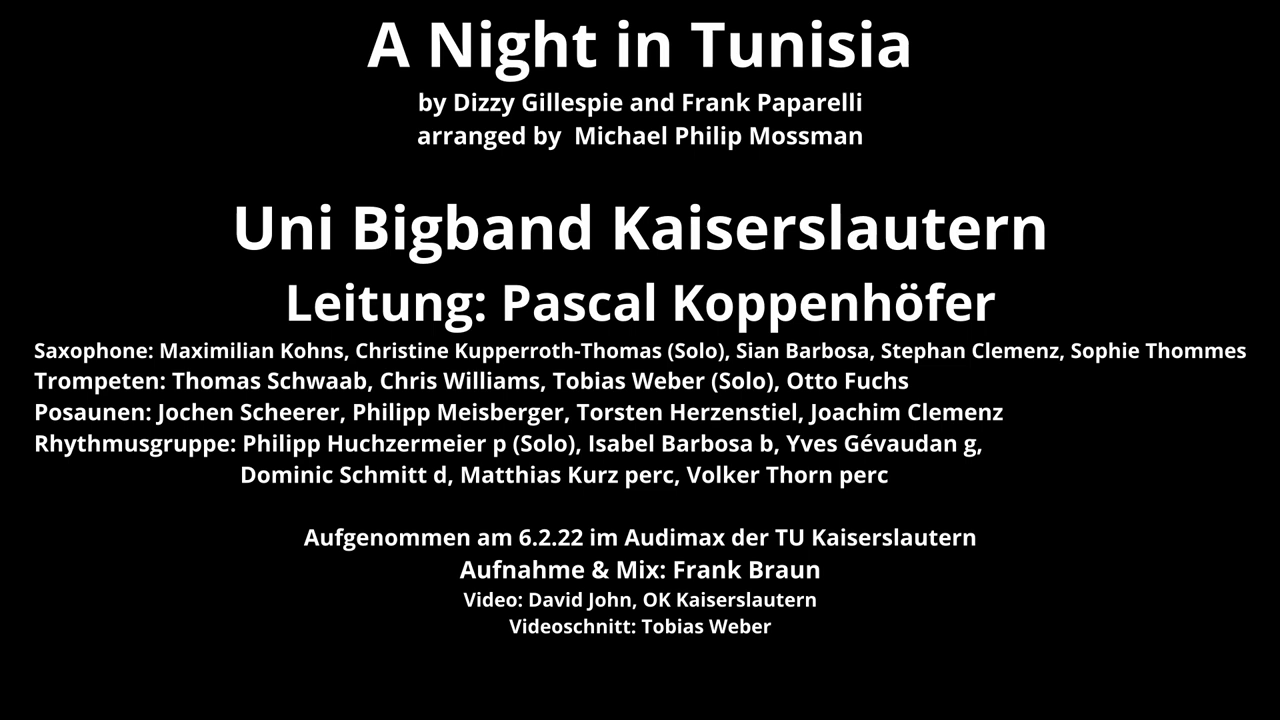 A Night in Tunisia
by Dizzy Gillespie and Frank Paparelli
arranged by Michael Philip Mossman
Uni Bigband Kaiserslautern
Leitung: Pascal Koppenhöfer
Saxophone: Maximilian Kohns, Christine Kupperroth-Thomas (Solo), Sian Barbosa, Stephan Clemenz, Sophie Thommes
Trompeten: Thomas Schwaab, Chris Williams, Tobias Weber (Solo), Otto Fuchs
Posaunen: Jochen Scheerer, Philipp Meisberger, Torsten Herzenstiel, Joachim Clemenz
Rhythmusgruppe: Philipp Huchzermeier p (Solo), Isabel Barbosa b, Yves Gévaudan g,
Dominic Schmitt d, Matthias Kurz perc, Volker Thorn perc
Aufgenommen am 6.2.22 im Audimax der TU Kaiserslautern
Aufnahme & Mix: Frank Braun
Video: David John, OK Kaiserslautern
Videoschnitt: Tobias Weber